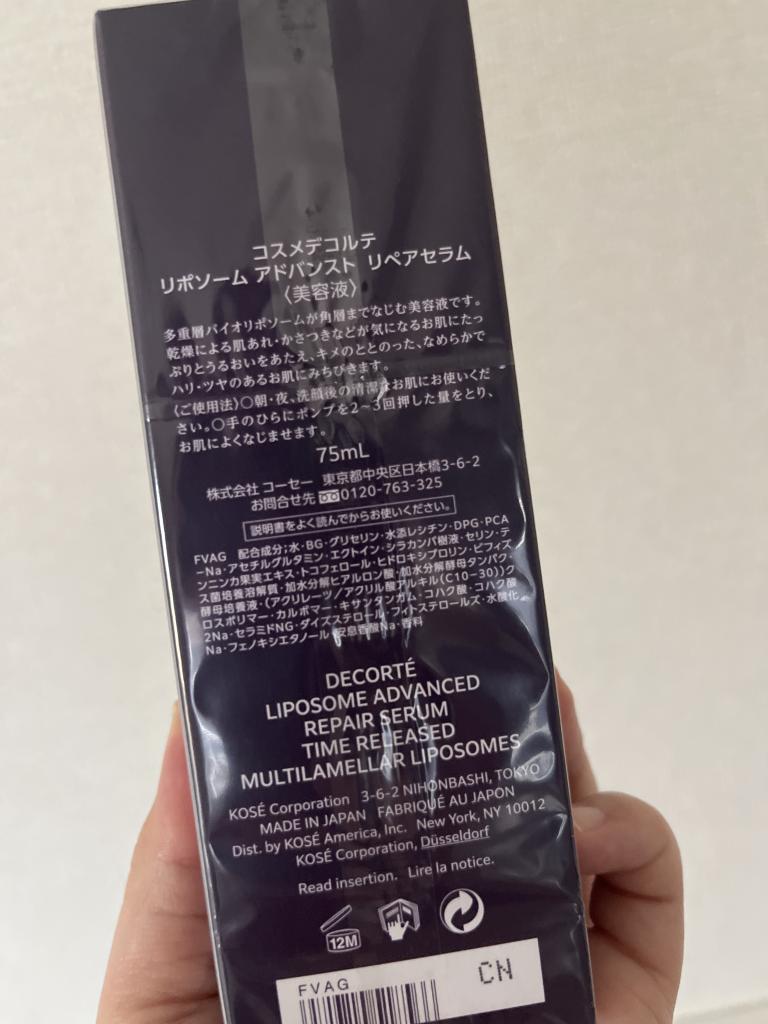 コスメデコルテ
リポソーム アドバンスト リペアセラム
〈美容液〉
多重層バイオリポソームが角層までなじむ美容液です。
乾燥による肌あれ・かさつきなどが気になるお肌にたっ
ぷりとうるおいをあたえ、キメのととのった、なめらかで
ハリ・ツヤのあるお肌にみちびきます。
〈ご使用法〉○朝・夜、洗顔後の清潔なお肌にお使いくだ
さい。○手のひらにポンプを2～3回押した量をとり、
お肌によくなじませます。
75mL
株式会社 コーセー 東京都中央区日本橋3-6-2
お問合せ先 0120-763-325
説明書をよく読んでからお使いください。
FVAG 配合成分;水・BG・グリセリン・水添レシチン・DPG・PCA
-Na・アセチルグルタミン・エクトイン・シラカンバ樹液・セリン・テ
ンニンカ果実エキス・トコフェロール・ヒドロキシプロリン・ビフィズ
ス菌培養溶解質・加水分解ヒアルロン酸・加水分解酵母タンパク・
酵母培養液・(アクリレーツ/アクリル酸アルキル(C10-30))ク
ロスポリマー・カルボマー・キサンタンガム・コハク酸・コハク酸
2Na・セラミドNG・ダイズステロール・フィトステロールズ・水酸化
Na・フェノキシエタノール・安息香酸Na・香料
DECORTÉ
LIPOSOME ADVANCED
REPAIR SERUM
TIME RELEASED
MULTILAMELLAR LIPOSOMES
KOSÉ Corporation 3-6-2 NIHONBASHI, TOKYO
MADE IN JAPAN FABRIQUÉ AU JAPON
Dist. by KOSÉ America, Inc. New York, NY 10012
KOSÉ Corporation, Düsseldorf
Read insertion. Lire la notice.
12M
FVAG
CN